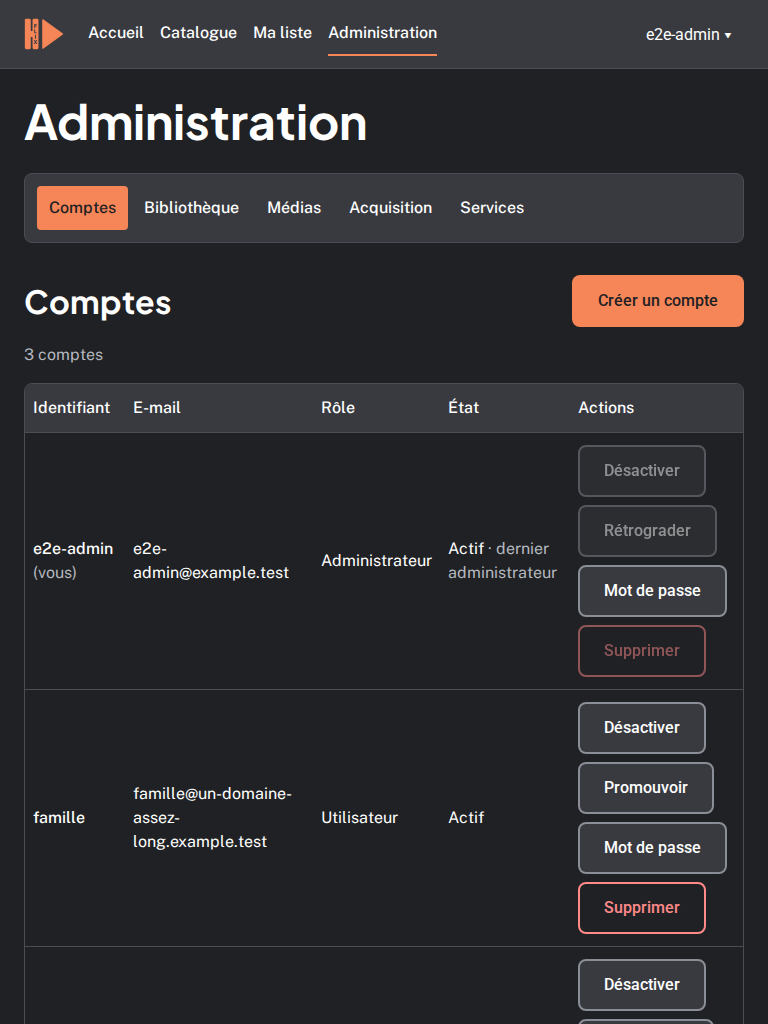 Accueil Catalogue Ma liste Administration e2e-admin ▾
Administration
Comptes Bibliothèque Médias Acquisition Services
Comptes
Créer un compte
3 comptes
Identifiant E-mail Rôle État Actions
e2e-admin
(vous)
e2e-
admin@example.test
Administrateur
Actif · dernier
administrateur
Désactiver
Rétrograder
Mot de passe
Supprimer
famille
famille@un-domaine-
assez-
long.example.test
Utilisateur
Actif
Désactiver
Promouvoir
Mot de passe
Supprimer
Désactiver